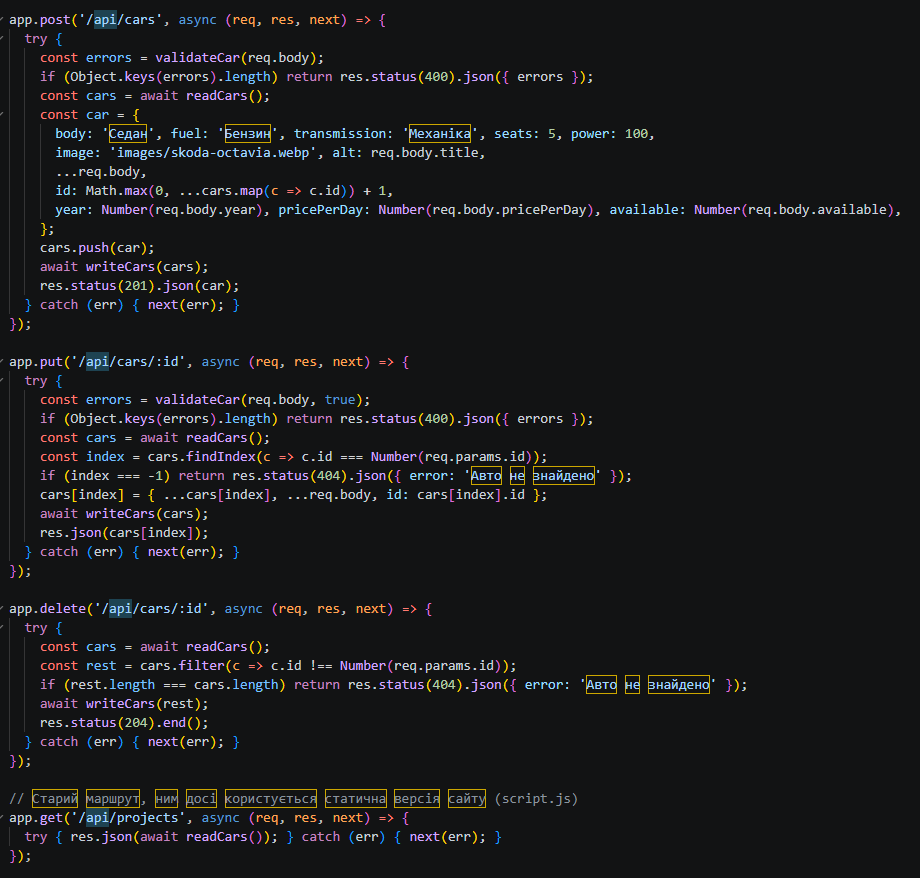 app.post('/api/cars', async (req, res, next) => {
  try {
    const errors = validateCar(req.body);
    if (Object.keys(errors).length) return res.status(400).json({ errors });
    const cars = await readCars();
    const car = {
      body: 'Седан', fuel: 'Бензин', transmission: 'Механіка', seats: 5, power: 100,
      image: 'images/skoda-octavia.webp', alt: req.body.title,
      ...req.body,
      id: Math.max(0, ...cars.map(c => c.id)) + 1,
      year: Number(req.body.year), pricePerDay: Number(req.body.pricePerDay), available: Number(req.body.available),
    };
    cars.push(car);
    await writeCars(cars);
    res.status(201).json(car);
  } catch (err) { next(err); }
});

app.put('/api/cars/:id', async (req, res, next) => {
  try {
    const errors = validateCar(req.body, true);
    if (Object.keys(errors).length) return res.status(400).json({ errors });
    const cars = await readCars();
    const index = cars.findIndex(c => c.id === Number(req.params.id));
    if (index === -1) return res.status(404).json({ error: 'Авто не знайдено' });
    cars[index] = { ...cars[index], ...req.body, id: cars[index].id };
    await writeCars(cars);
    res.json(cars[index]);
  } catch (err) { next(err); }
});

app.delete('/api/cars/:id', async (req, res, next) => {
  try {
    const cars = await readCars();
    const rest = cars.filter(c => c.id !== Number(req.params.id));
    if (rest.length === cars.length) return res.status(404).json({ error: 'Авто не знайдено' });
    await writeCars(rest);
    res.status(204).end();
  } catch (err) { next(err); }
});

// Старий маршрут, ним досі користується статична версія сайту (script.js)
app.get('/api/projects', async (req, res, next) => {
  try { res.json(await readCars()); } catch (err) { next(err); }
});